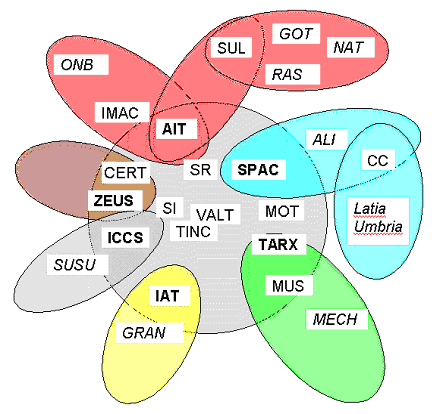 GOT
SUL
NAT
ONB
RAS
IMAC
AIT
ALI
CERT
SR
SPAC
CC
ZEUS
SI
VALT
MOT
Latia
Umbria
ICCS
TINC
TARX
SUSU
IAT
MUS
GRAN
MECH